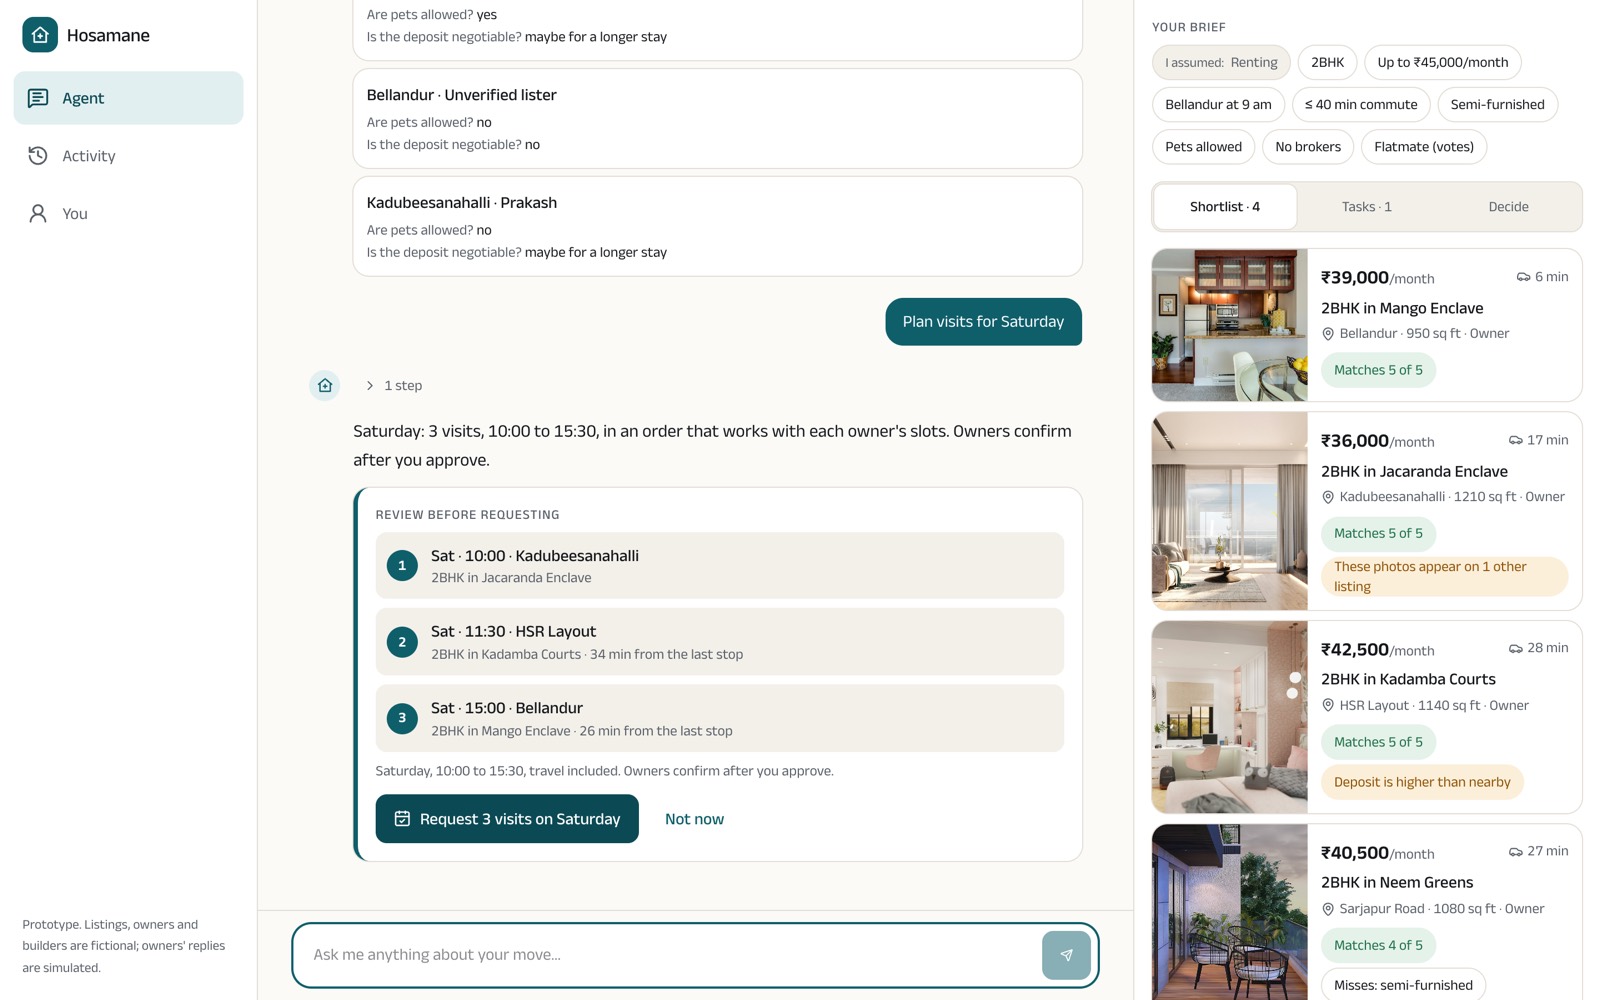 Hosamane
Agent
Activity
You
Prototype. Listings, owners and
builders are fictional; owners' replies
are simulated.
Are pets allowed? yes
Is the deposit negotiable? maybe for a longer stay
Bellandur · Unverified lister
Are pets allowed? no
Is the deposit negotiable? no
Kadubeesanahalli · Prakash
Are pets allowed? no
Is the deposit negotiable? maybe for a longer stay
Plan visits for Saturday
1 step
Saturday: 3 visits, 10:00 to 15:30, in an order that works with each owner's slots. Owners confirm
after you approve.
REVIEW BEFORE REQUESTING
1
Sat · 10:00 · Kadubeesanahalli
2BHK in Jacaranda Enclave
2
Sat · 11:30 · HSR Layout
2BHK in Kadamba Courts · 34 min from the last stop
3
Sat · 15:00 · Bellandur
2BHK in Mango Enclave · 26 min from the last stop
Saturday, 10:00 to 15:30, travel included. Owners confirm after you approve.
Request 3 visits on Saturday
Not now
Ask me anything about your move...
YOUR BRIEF
I assumed: Renting
2BHK
Up to ₹45,000/month
Bellandur at 9 am
≤ 40 min commute
Semi-furnished
Pets allowed
No brokers
Flatmate (votes)
Shortlist · 4
Tasks · 1
Decide
₹39,000/month
6 min
2BHK in Mango Enclave
Bellandur · 950 sq ft · Owner
Matches 5 of 5
₹36,000/month
17 min
2BHK in Jacaranda Enclave
Kadubeesanahalli · 1210 sq ft · Owner
Matches 5 of 5
These photos appear on 1 other
listing
₹42,500/month
28 min
2BHK in Kadamba Courts
HSR Layout · 1140 sq ft · Owner
Matches 5 of 5
Deposit is higher than nearby
₹40,500/month
27 min
2BHK in Neem Greens
Sarjapur Road · 1080 sq ft · Owner
Matches 4 of 5
Misses: semi-furnished